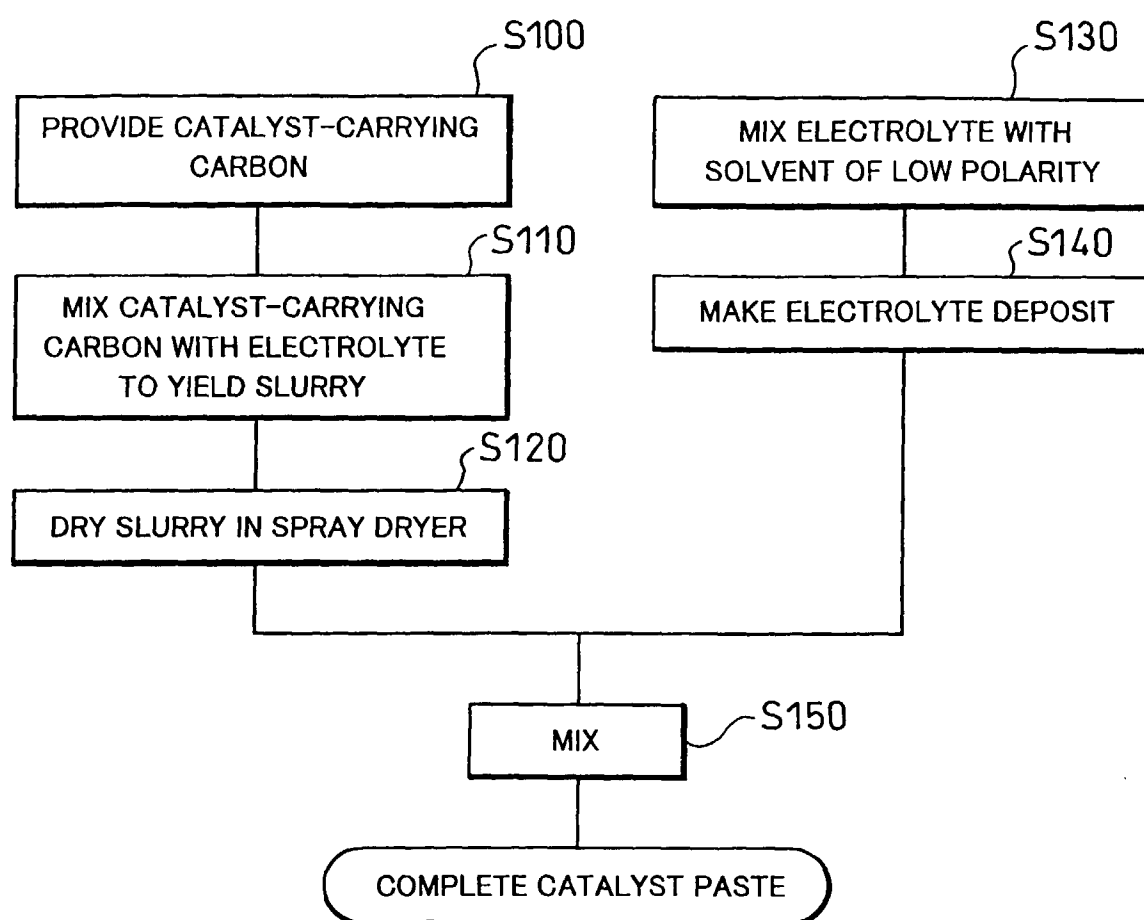 S100
PROVIDE CATALYST-CARRYING
CARBON
S110
MIX CATALYST-CARRYING
CARBON WITH ELECTROLYTE
TO YIELD SLURRY
S120
DRY SLURRY IN SPRAY DRYER
S130
MIX ELECTROLYTE WITH
SOLVENT OF LOW POLARITY
S140
MAKE ELECTROLYTE DEPOSIT
S150
MIX
COMPLETE CATALYST PASTE